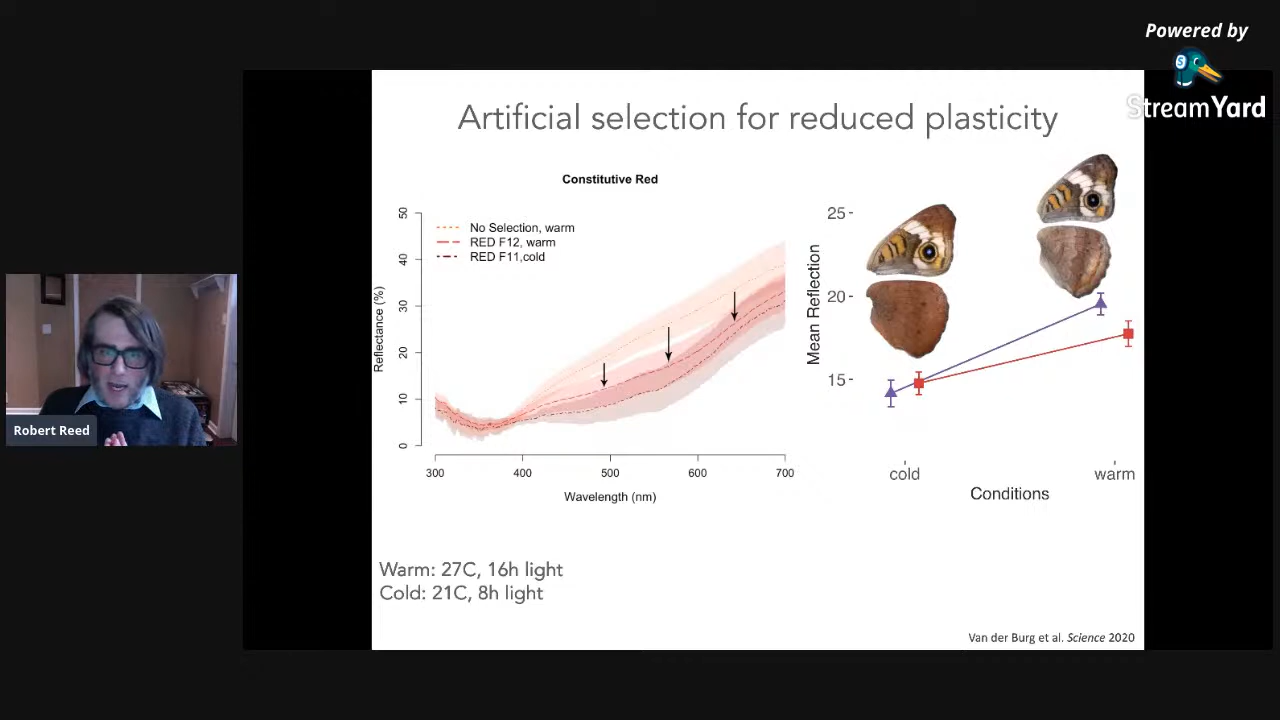 Powered by
StreamYard
Artificial selection for reduced plasticity
Constitutive Red
50
40
30
20
10
0
Reflectance (%)
No Selection, warm
RED F12, warm
RED F11,cold
300
400
500
600
700
Wavelength (nm)
25
20
15
Mean Reflection
cold
warm
Conditions
Robert Reed
Warm: 27C, 16h light
Cold: 21C, 8h light
Van der Burg et al. Science 2020